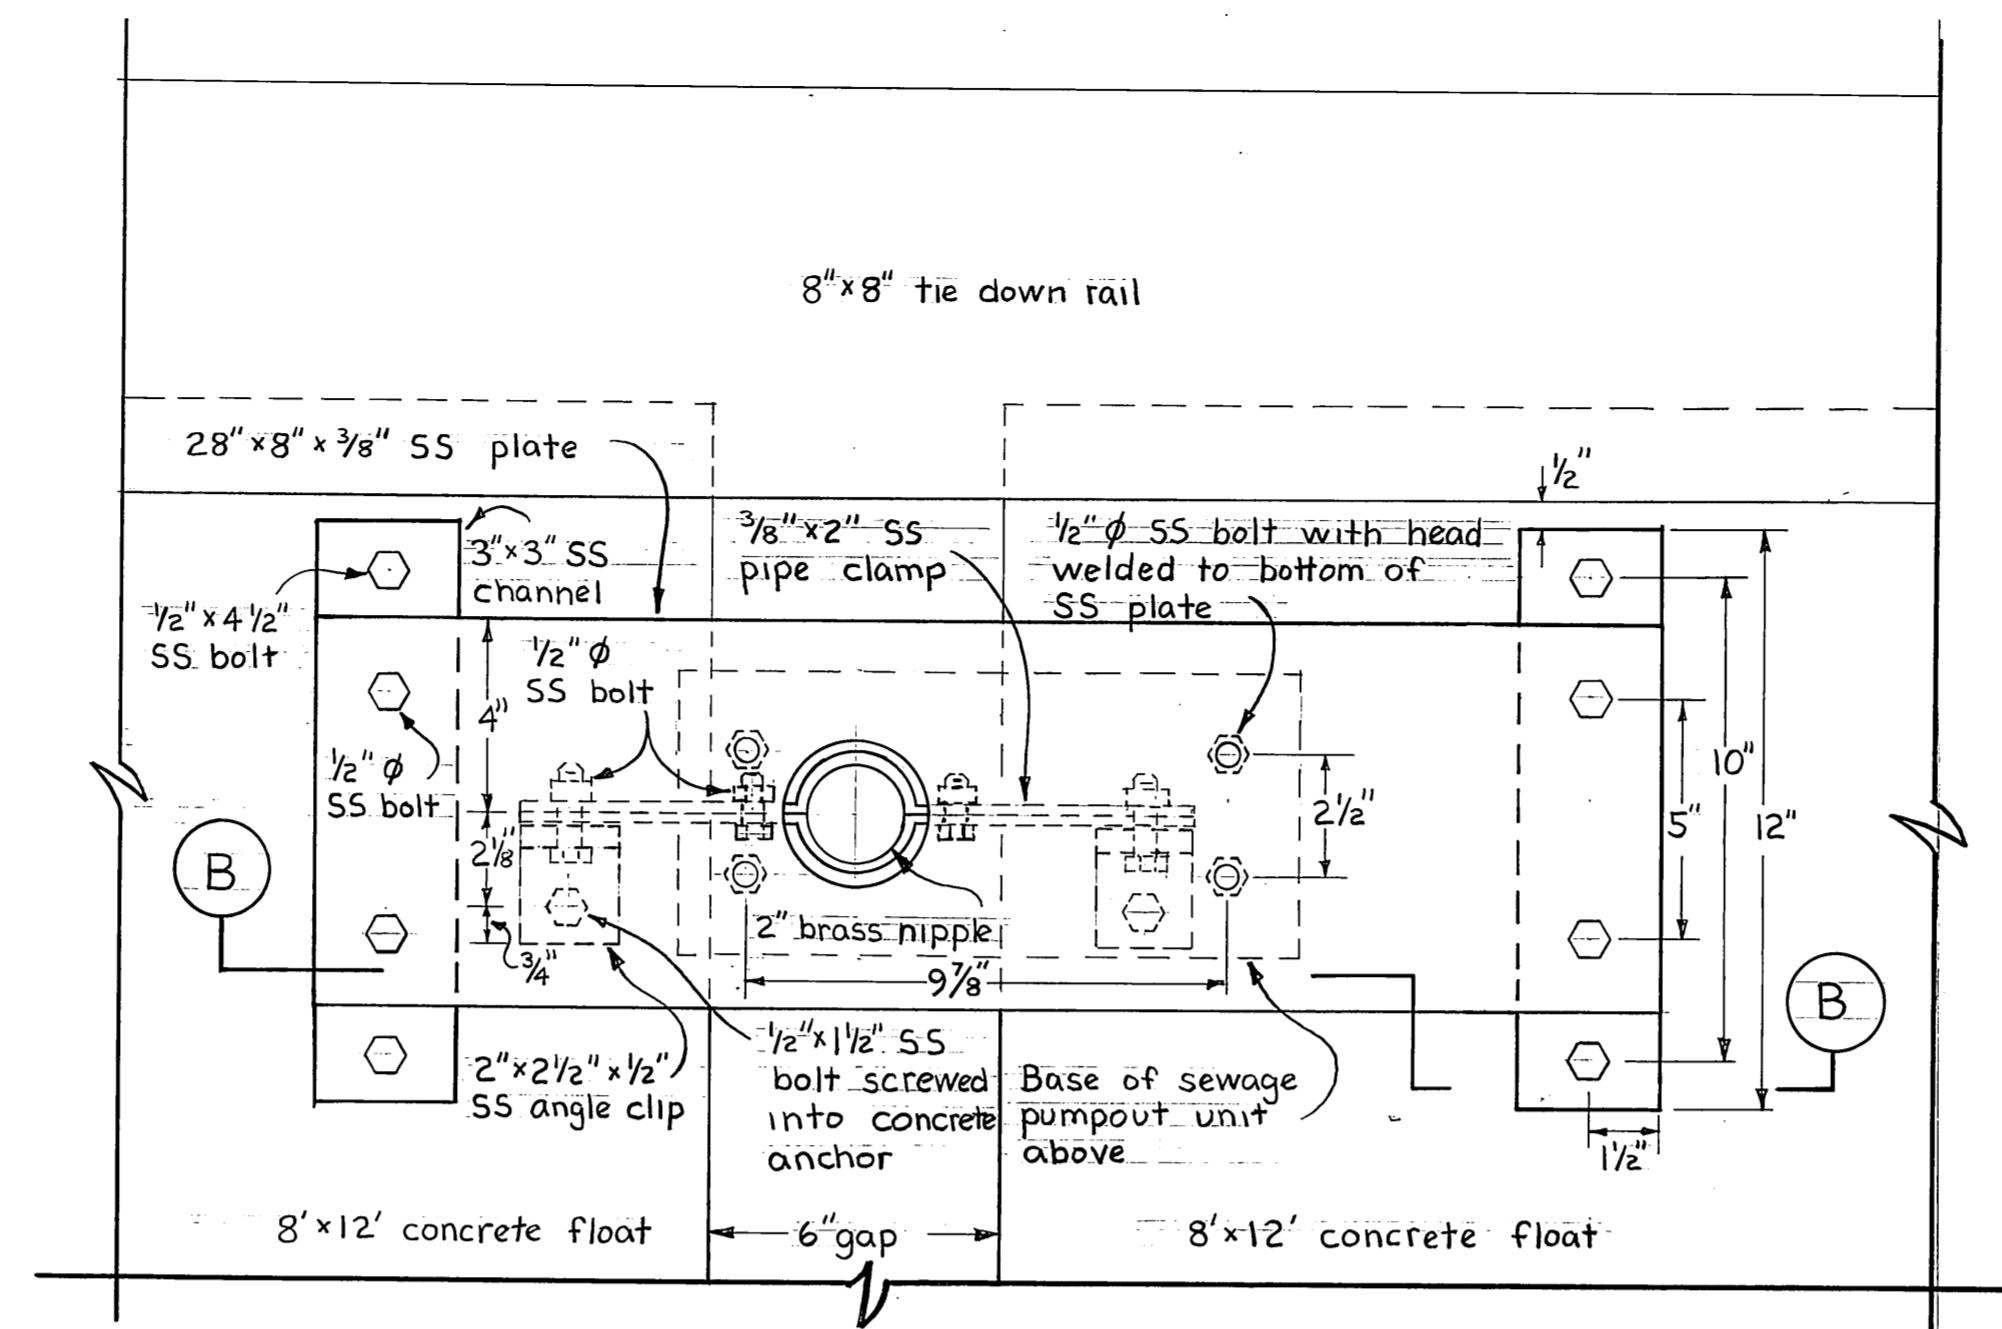 8"×8" tie down rail
28"×8"×3/8" SS plate
1/2"
3"×3" SS
channel
3/8"×2" SS
pipe clamp
1/2" ϕ SS bolt with head
welded to bottom of
SS plate
1/2"×4 1/2"
SS bolt
1/2" ϕ
SS bolt
4"
1/2" ϕ
SS bolt
2 1/8"
3/4"
2 1/2"
10"
5"
12"
B
2" brass nipple
9 7/8"
B
2"×2 1/2"×1/2"
SS angle clip
1/2"×1 1/2" SS
bolt screwed
into concrete
anchor
Base of sewage
pumpout unit
above
1 1/2"
8'×12' concrete float
6" gap
8'×12' concrete float